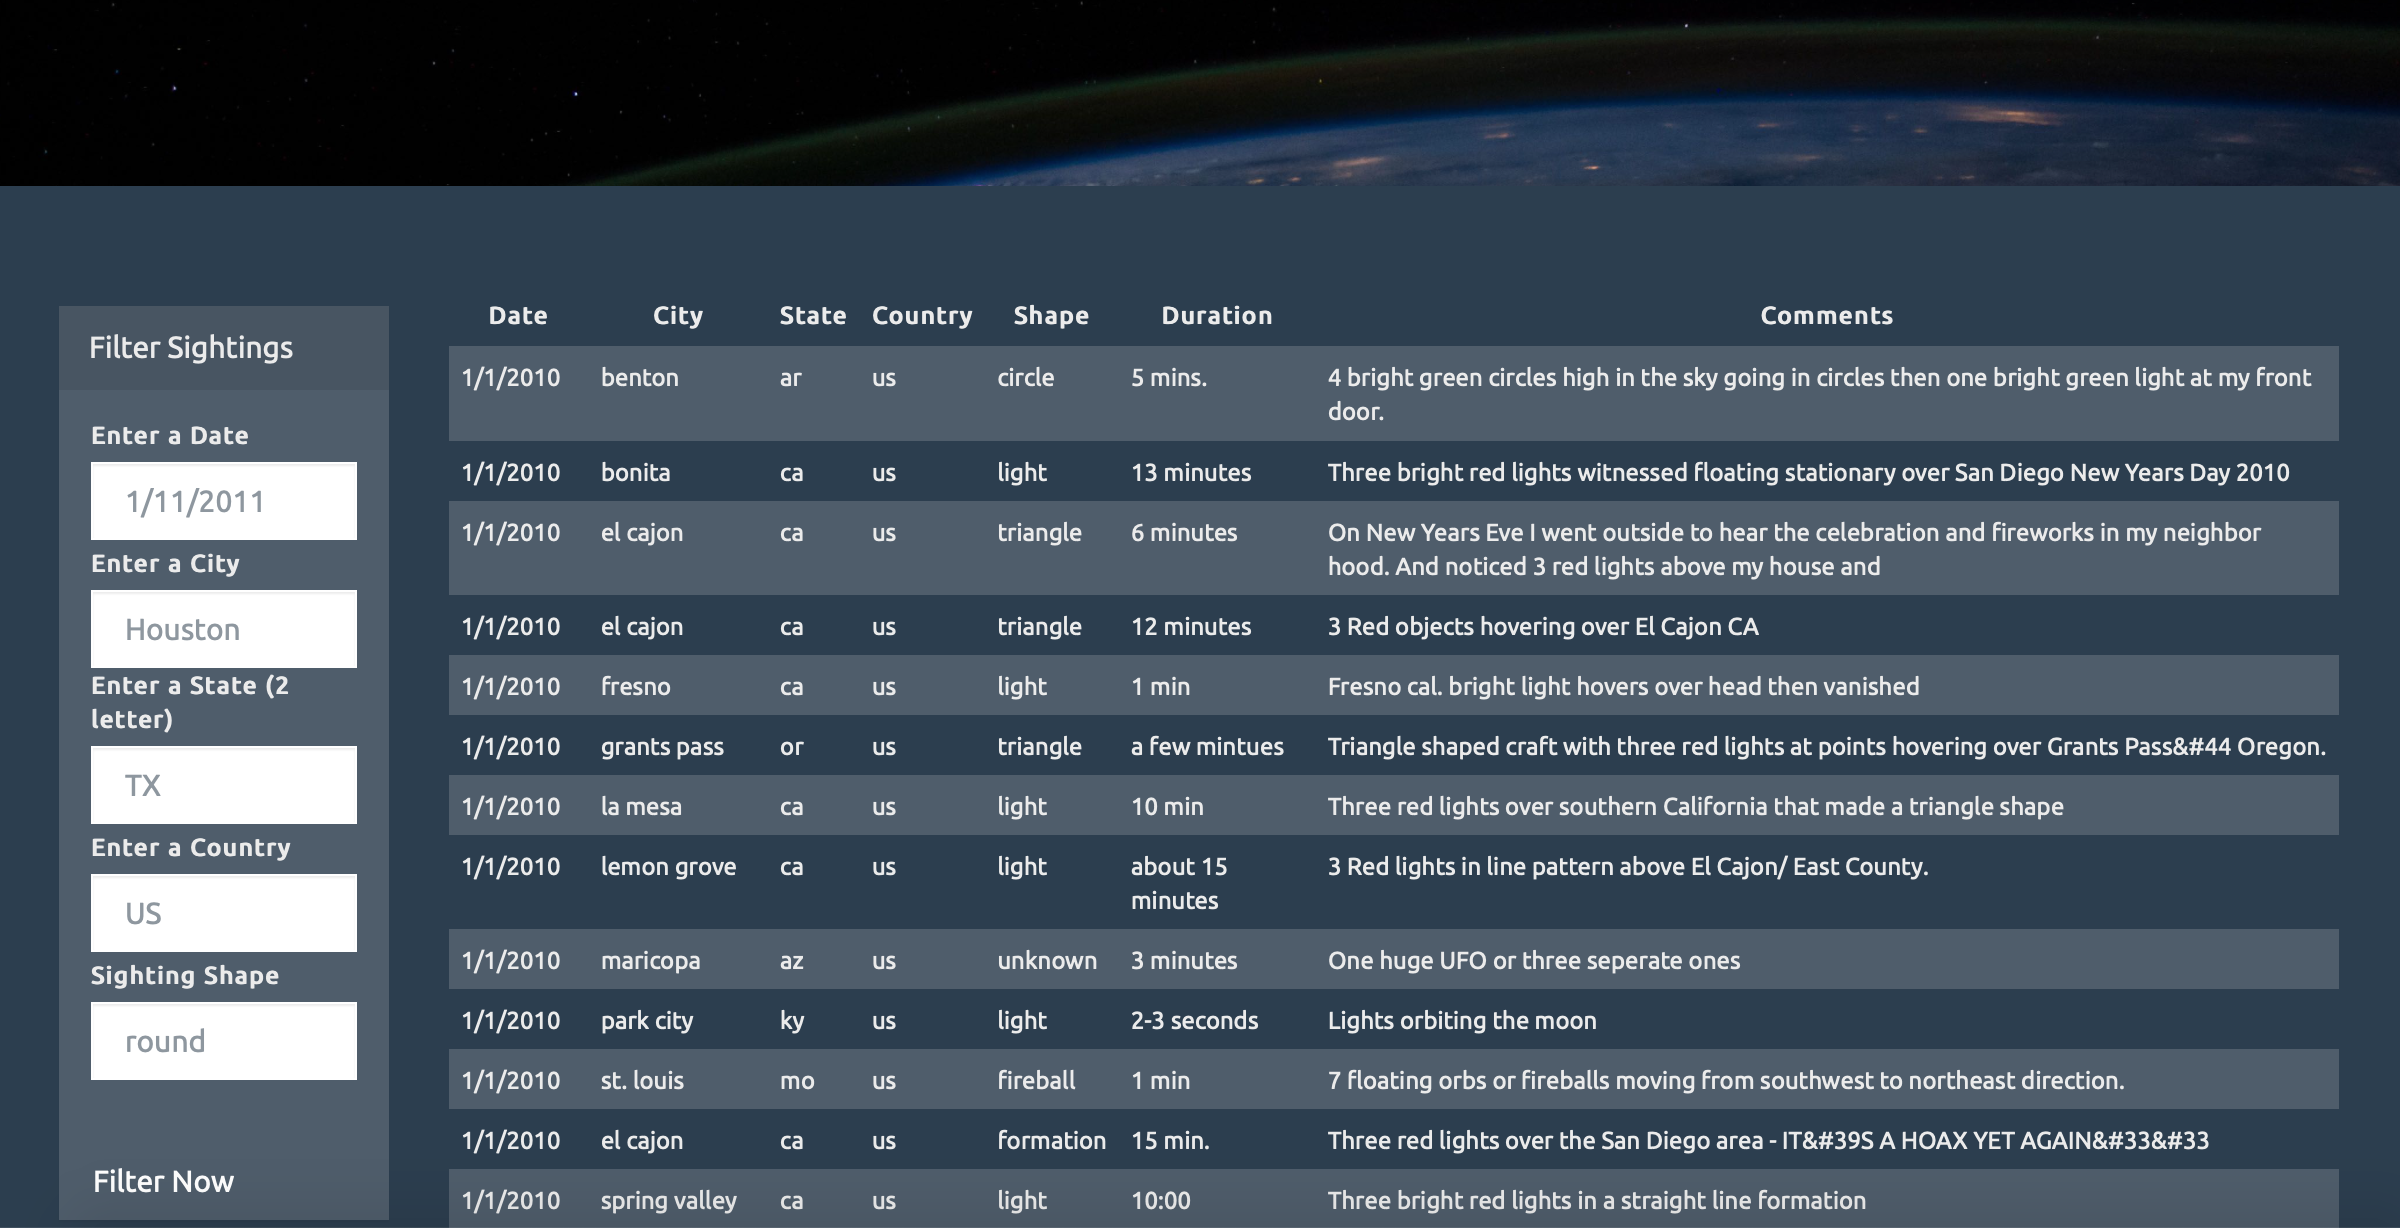 Filter Sightings
Enter a Date
1/11/2011
Enter a City
Houston
Enter a State (2
letter)
TX
Enter a Country
US
Sighting Shape
round
Filter Now
Date City State Country Shape Duration Comments
1/1/2010 benton ar us circle 5 mins. 4 bright green circles high in the sky going in circles then one bright green light at my front
door.
1/1/2010 bonita ca us light 13 minutes Three bright red lights witnessed floating stationary over San Diego New Years Day 2010
1/1/2010 el cajon ca us triangle 6 minutes On New Years Eve I went outside to hear the celebration and fireworks in my neighbor
hood. And noticed 3 red lights above my house and
1/1/2010 el cajon ca us triangle 12 minutes 3 Red objects hovering over El Cajon CA
1/1/2010 fresno ca us light 1 min Fresno cal. bright light hovers over head then vanished
1/1/2010 grants pass or us triangle a few mintues Triangle shaped craft with three red lights at points hovering over Grants Pass&#44 Oregon.
1/1/2010 la mesa ca us light 10 min Three red lights over southern California that made a triangle shape
1/1/2010 lemon grove ca us light about 15 3 Red lights in line pattern above El Cajon/ East County.
minutes
1/1/2010 maricopa az us unknown 3 minutes One huge UFO or three seperate ones
1/1/2010 park city ky us light 2-3 seconds Lights orbiting the moon
1/1/2010 st. louis mo us fireball 1 min 7 floating orbs or fireballs moving from southwest to northeast direction.
1/1/2010 el cajon ca us formation 15 min. Three red lights over the San Diego area - IT&#39S A HOAX YET AGAIN&#33&#33
1/1/2010 spring valley ca us light 10:00 Three bright red lights in a straight line formation